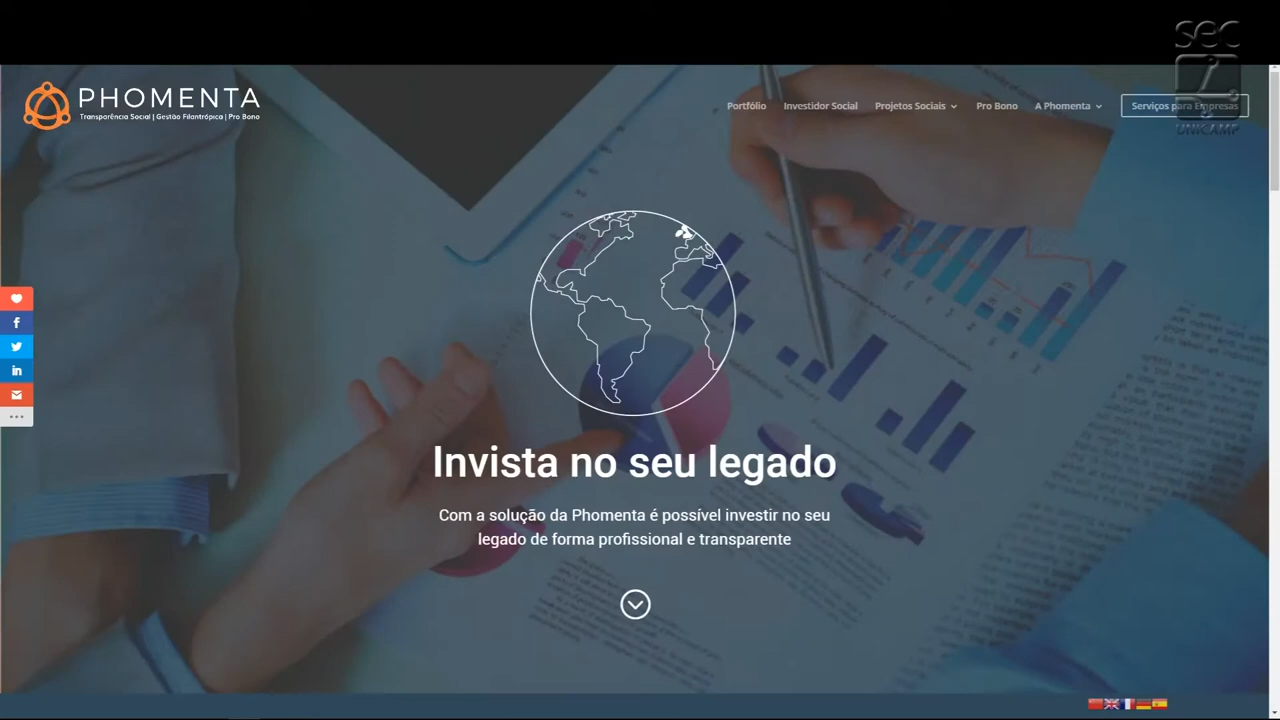 sec
UNICAMP
PHOMENTA
Transparência Social | Gestão Filantrópica | Pro Bono
Portfólio
Investidor Social
Projetos Sociais
Pro Bono
A Phomenta
Serviços para Empresas
Invista no seu legado
Com a solução da Phomenta é possível investir no seu
legado de forma profissional e transparente